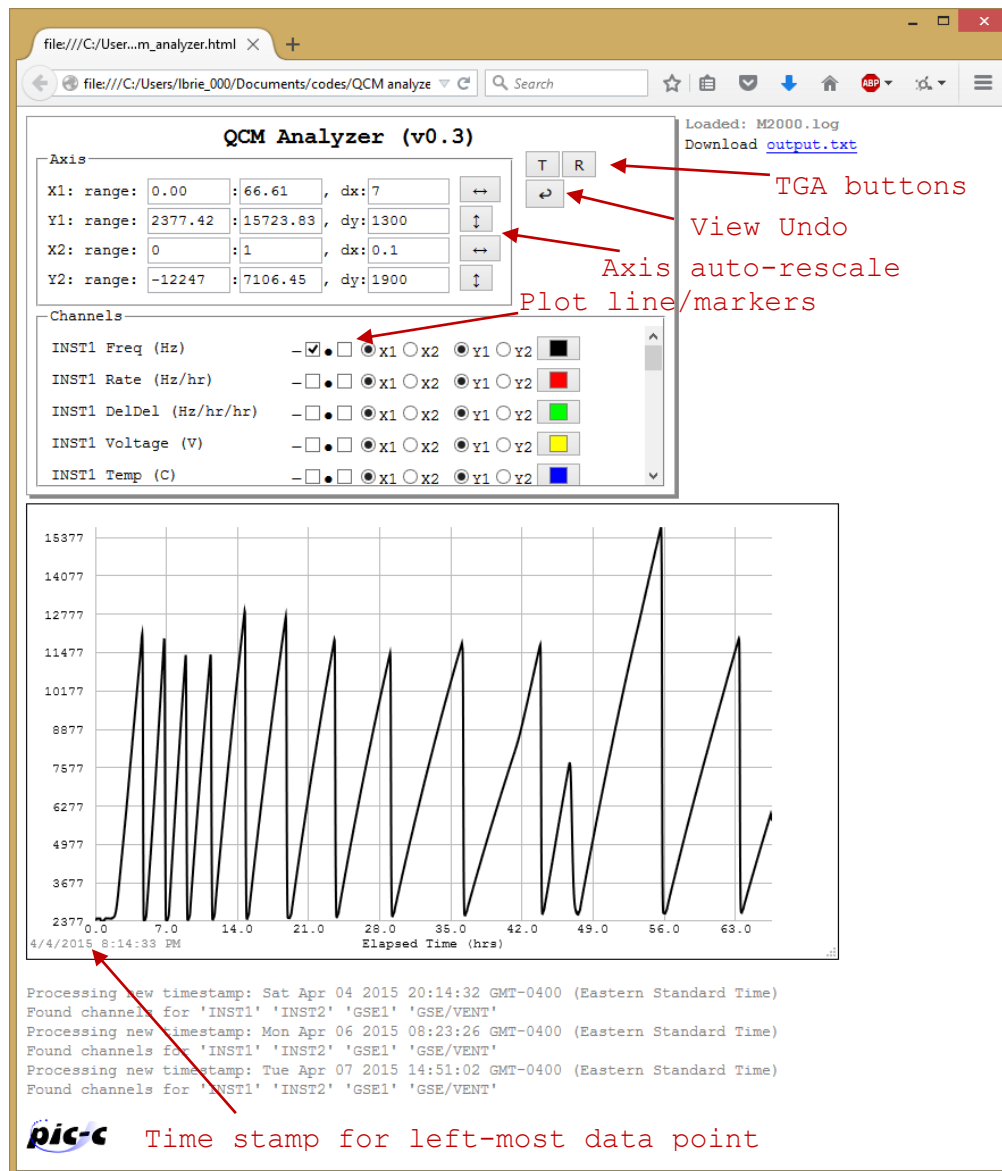 file:///C:/User...m_analyzer.html
file:///C:/Users/lbrie_000/Documents/codes/QCM analyze
Search
ABP
QCM Analyzer (v0.3)
Loaded: M2000.log
Download output.txt
Axis
X1: range: 0.00 : 66.61 , dx: 7 ↔
Y1: range: 2377.42 : 15723.83 , dy: 1300 ↕
X2: range: 0 : 1 , dx: 0.1 ↔
Y2: range: -12247 : 7106.45 , dy: 1900 ↕
T R
↩
TGA buttons
View Undo
Axis auto-rescale
Plot line/markers
Channels
INST1 Freq (Hz) – ● X1 X2 Y1 Y2
INST1 Rate (Hz/hr) – ● X1 X2 Y1 Y2
INST1 DelDel (Hz/hr/hr) – ● X1 X2 Y1 Y2
INST1 Voltage (V) – ● X1 X2 Y1 Y2
INST1 Temp (C) – ● X1 X2 Y1 Y2
15377
14077
12777
11477
10177
8877
7577
6277
4977
3677
2377
0.0 7.0 14.0 21.0 28.0 35.0 42.0 49.0 56.0 63.0
4/4/2015 8:14:33 PM
Elapsed Time (hrs)
Processing new timestamp: Sat Apr 04 2015 20:14:32 GMT-0400 (Eastern Standard Time)
Found channels for 'INST1' 'INST2' 'GSE1' 'GSE/VENT'
Processing new timestamp: Mon Apr 06 2015 08:23:26 GMT-0400 (Eastern Standard Time)
Found channels for 'INST1' 'INST2' 'GSE1' 'GSE/VENT'
Processing new timestamp: Tue Apr 07 2015 14:51:02 GMT-0400 (Eastern Standard Time)
Found channels for 'INST1' 'INST2' 'GSE1' 'GSE/VENT'
pic-c
Time stamp for left-most data point